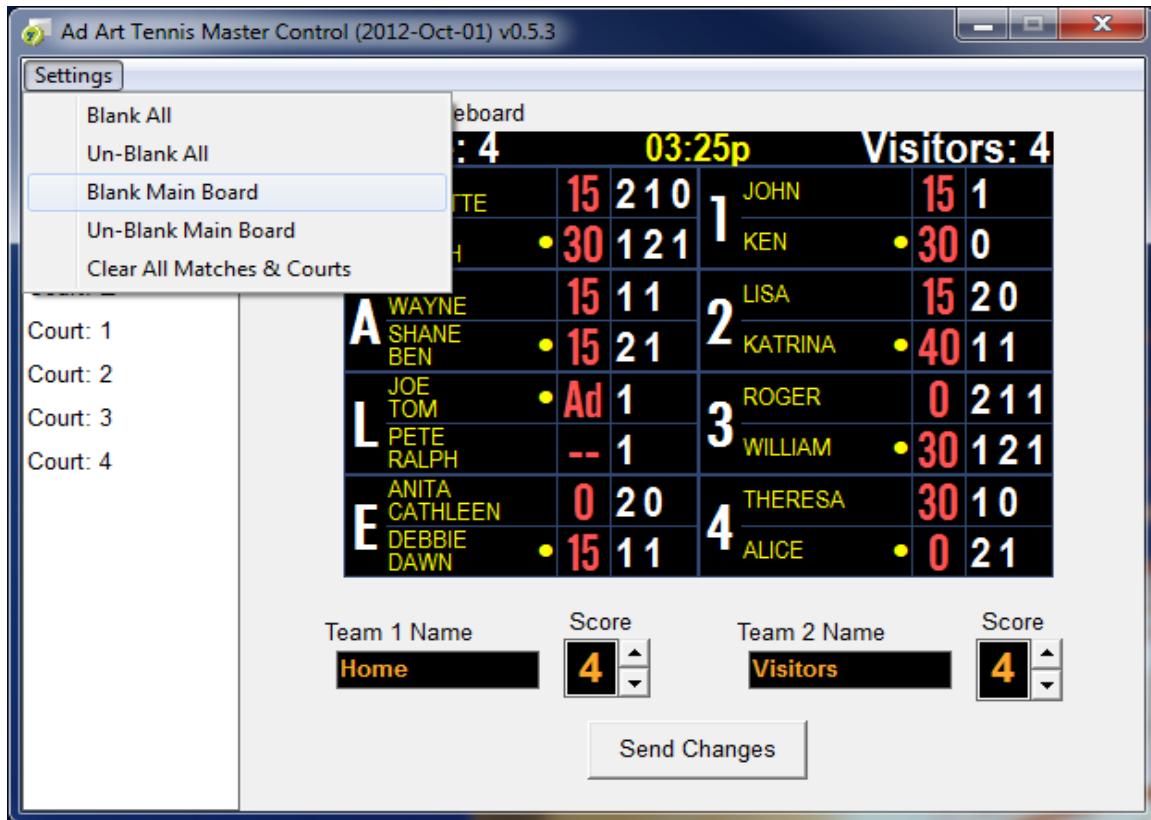 Ad Art Tennis Master Control (2012-Oct-01) v0.5.3
Settings
Blank All
Un-Blank All
Blank Main Board
Un-Blank Main Board
Clear All Matches & Courts
Court: 1
Court: 2
Court: 3
Court: 4
eboard
: 4 03:25p Visitors: 4
TTE 15 2 1 0
H • 30 1 2 1
1 JOHN 15 1
KEN • 30 0
A WAYNE 15 1 1
SHANE
BEN • 15 2 1
2 LISA 15 2 0
KATRINA • 40 1 1
L JOE
TOM • Ad 1
PETE
RALPH -- 1
3 ROGER 0 2 1 1
WILLIAM • 30 1 2 1
E ANITA
CATHLEEN 0 2 0
DEBBIE
DAWN • 15 1 1
4 THERESA 30 1 0
ALICE • 0 2 1
Team 1 Name Score Team 2 Name Score
Home 4 Visitors 4
Send Changes